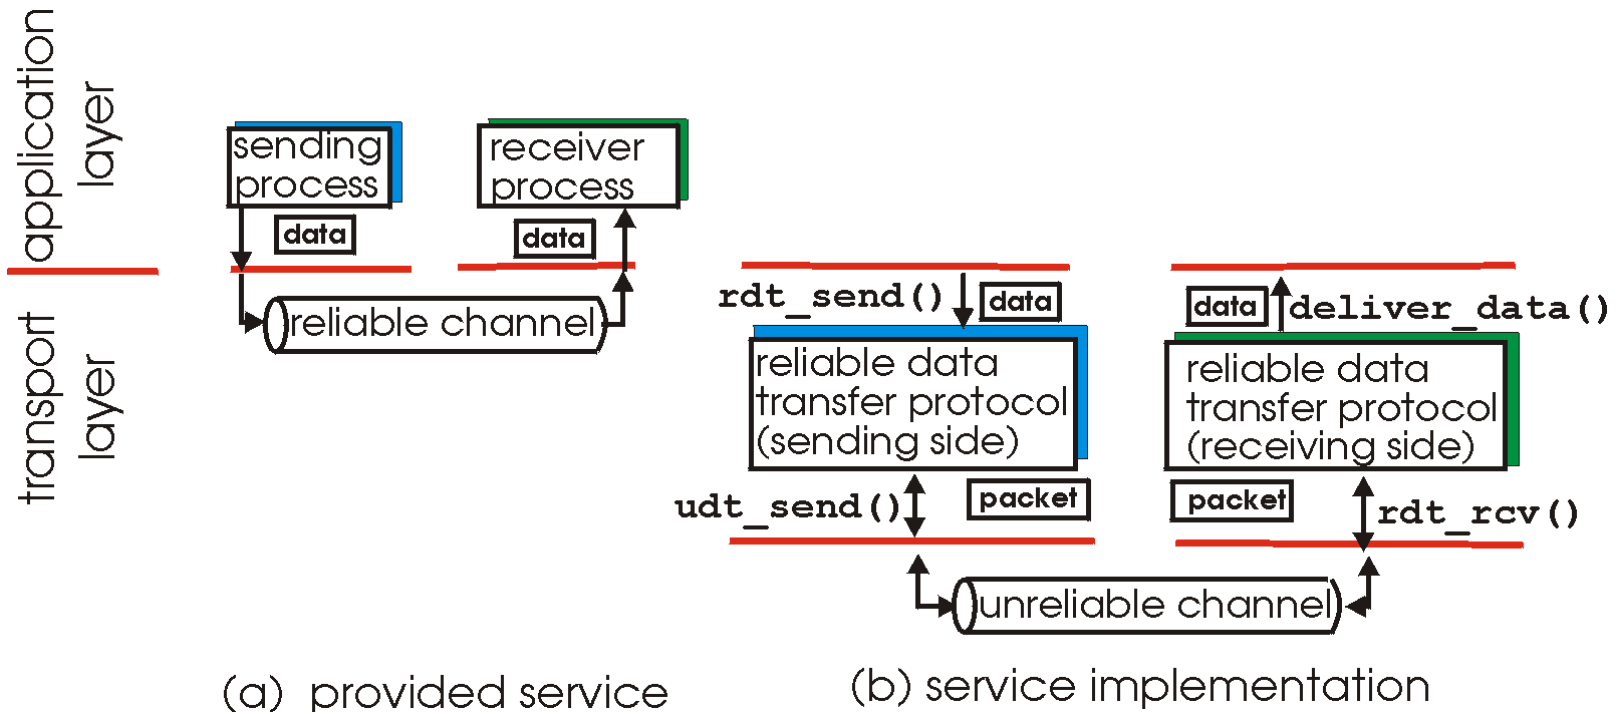 application
layer
transport
layer
sending
process
data
receiver
process
data
reliable channel
(a) provided service
rdt_send()
data
reliable data
transfer protocol
(sending side)
udt_send()
packet
data
deliver_data()
reliable data
transfer protocol
(receiving side)
packet
rdt_rcv()
unreliable channel
(b) service implementation